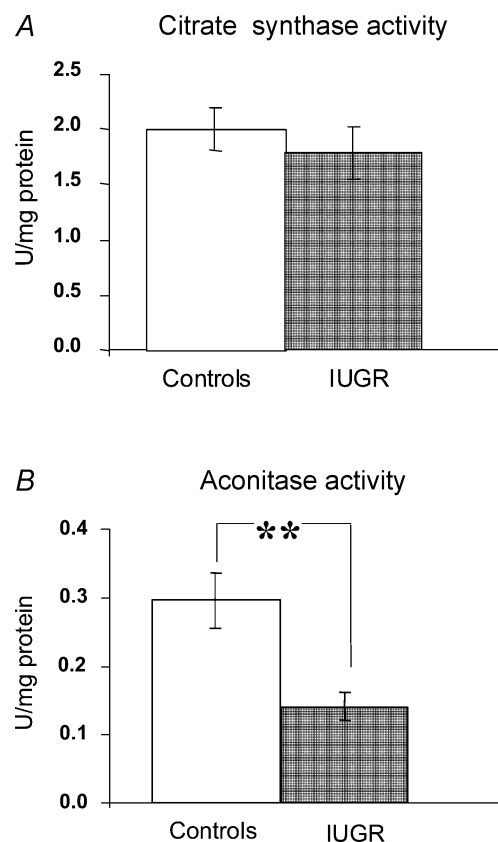 A Citrate synthase activity
2.5
2.0
1.5
1.0
0.5
0.0
U/mg protein
Controls IUGR
B Aconitase activity
0.4
0.3
0.2
0.1
0.0
U/mg protein
**
Controls IUGR